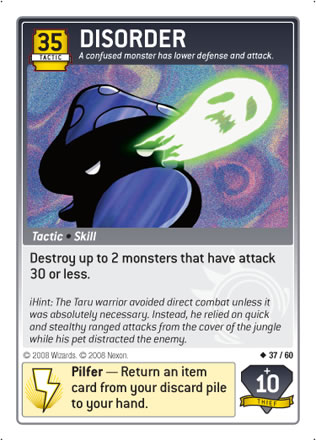 35
TACTIC
DISORDER
A confused monster has lower defense and attack.
Tactic • Skill
Destroy up to 2 monsters that have attack
30 or less.
iHint: The Taru warrior avoided direct combat unless it
was absolutely necessary. Instead, he relied on quick
and stealthy ranged attacks from the cover of the jungle
while his pet distracted the enemy.
© 2008 Wizards. © 2008 Nexon.
◆ 37 / 60
Pilfer — Return an item
card from your discard pile
to your hand.
+
10
THIEF